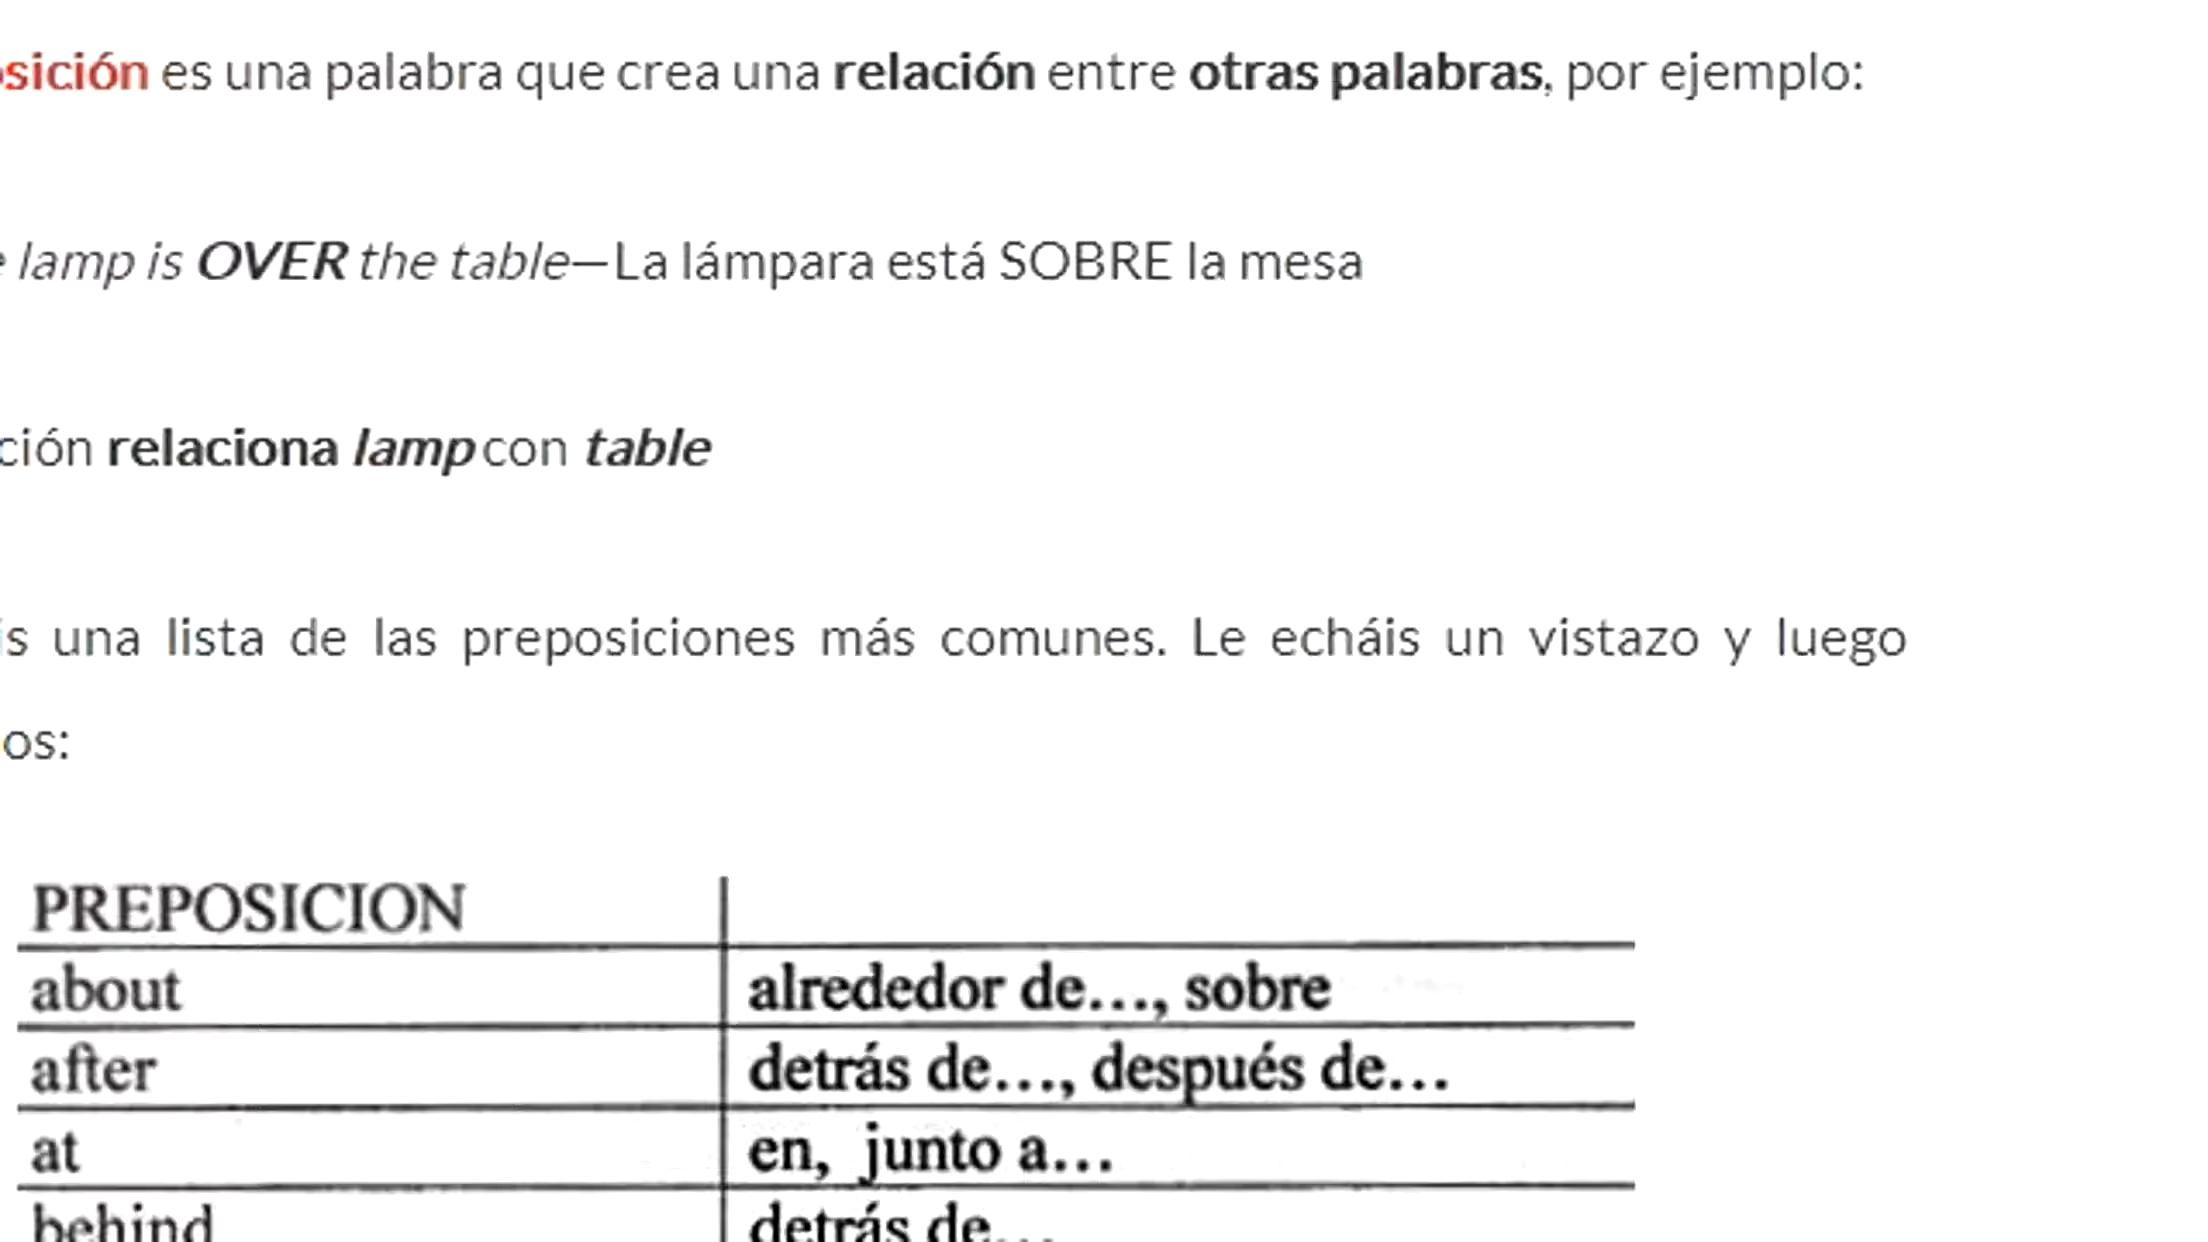 sición es una palabra que crea una relación entre otras palabras, por ejemplo:
lamp is OVER the table—La lámpara está SOBRE la mesa
ción relaciona lamp con table
is una lista de las preposiciones más comunes. Le echáis un vistazo y luego
os:
PREPOSICION
about alrededor de..., sobre
after detrás de..., después de...
at en, junto a...
behind detrás de...